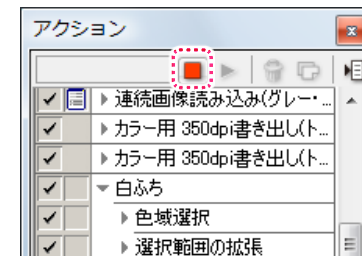 アクション
連続画像読み込み(グレー・...
カラー用 350dpi書き出し(ト...
カラー用 350dpi書き出し(ト...
白ふち
色域選択
選択範囲の拡張